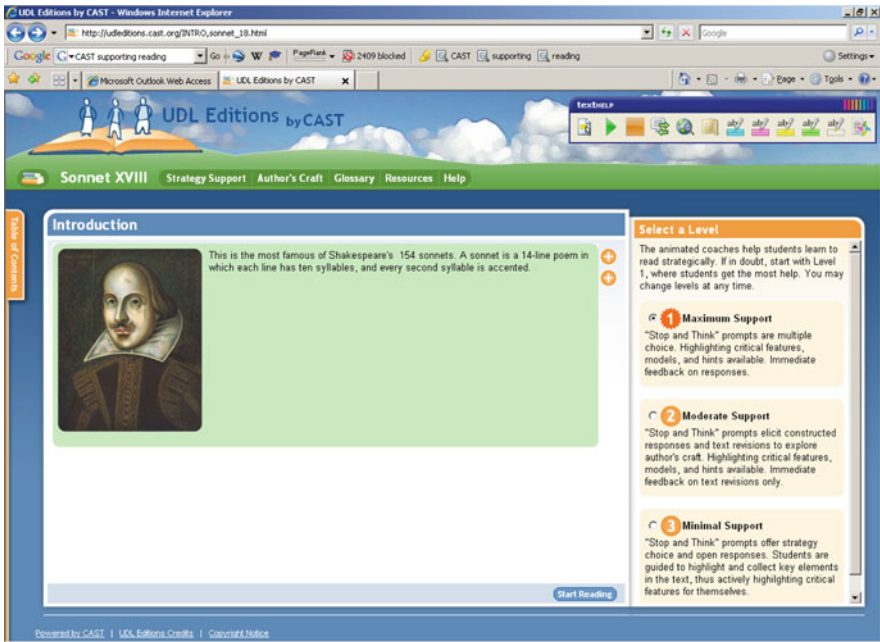 UDL Editions by CAST - Windows Internet Explorer
http://udleditions.cast.org/INTRO,sonnet_18.html
Google
Google
CAST supporting reading
Go
PageRank
2409 blocked
CAST
supporting
reading
Settings
Microsoft Outlook Web Access
UDL Editions by CAST
Page
Tools
UDL Editions by CAST
textHELP
Sonnet XVIII
Strategy Support
Author's Craft
Glossary
Resources
Help
Table of Contents
Introduction
This is the most famous of Shakespeare's 154 sonnets. A sonnet is a 14-line poem in
which each line has ten syllables, and every second syllable is accented.
Start Reading
Select a Level
The animated coaches help students learn to
read strategically. If in doubt, start with Level
1, where students get the most help. You may
change levels at any time.
1 Maximum Support
"Stop and Think" prompts are multiple
choice. Highlighting critical features,
models, and hints available. Immediate
feedback on responses.
2 Moderate Support
"Stop and Think" prompts elicit constructed
responses and text revisions to explore
author's craft. Highlighting critical features,
models, and hints available. Immediate
feedback on text revisions only.
3 Minimal Support
"Stop and Think" prompts offer strategy
choice and open responses. Students are
guided to highlight and collect key elements
in the text, thus actively highilghting critical
features for themselves.
Powered by CAST | UDL Editions Credits | Copyright Notice